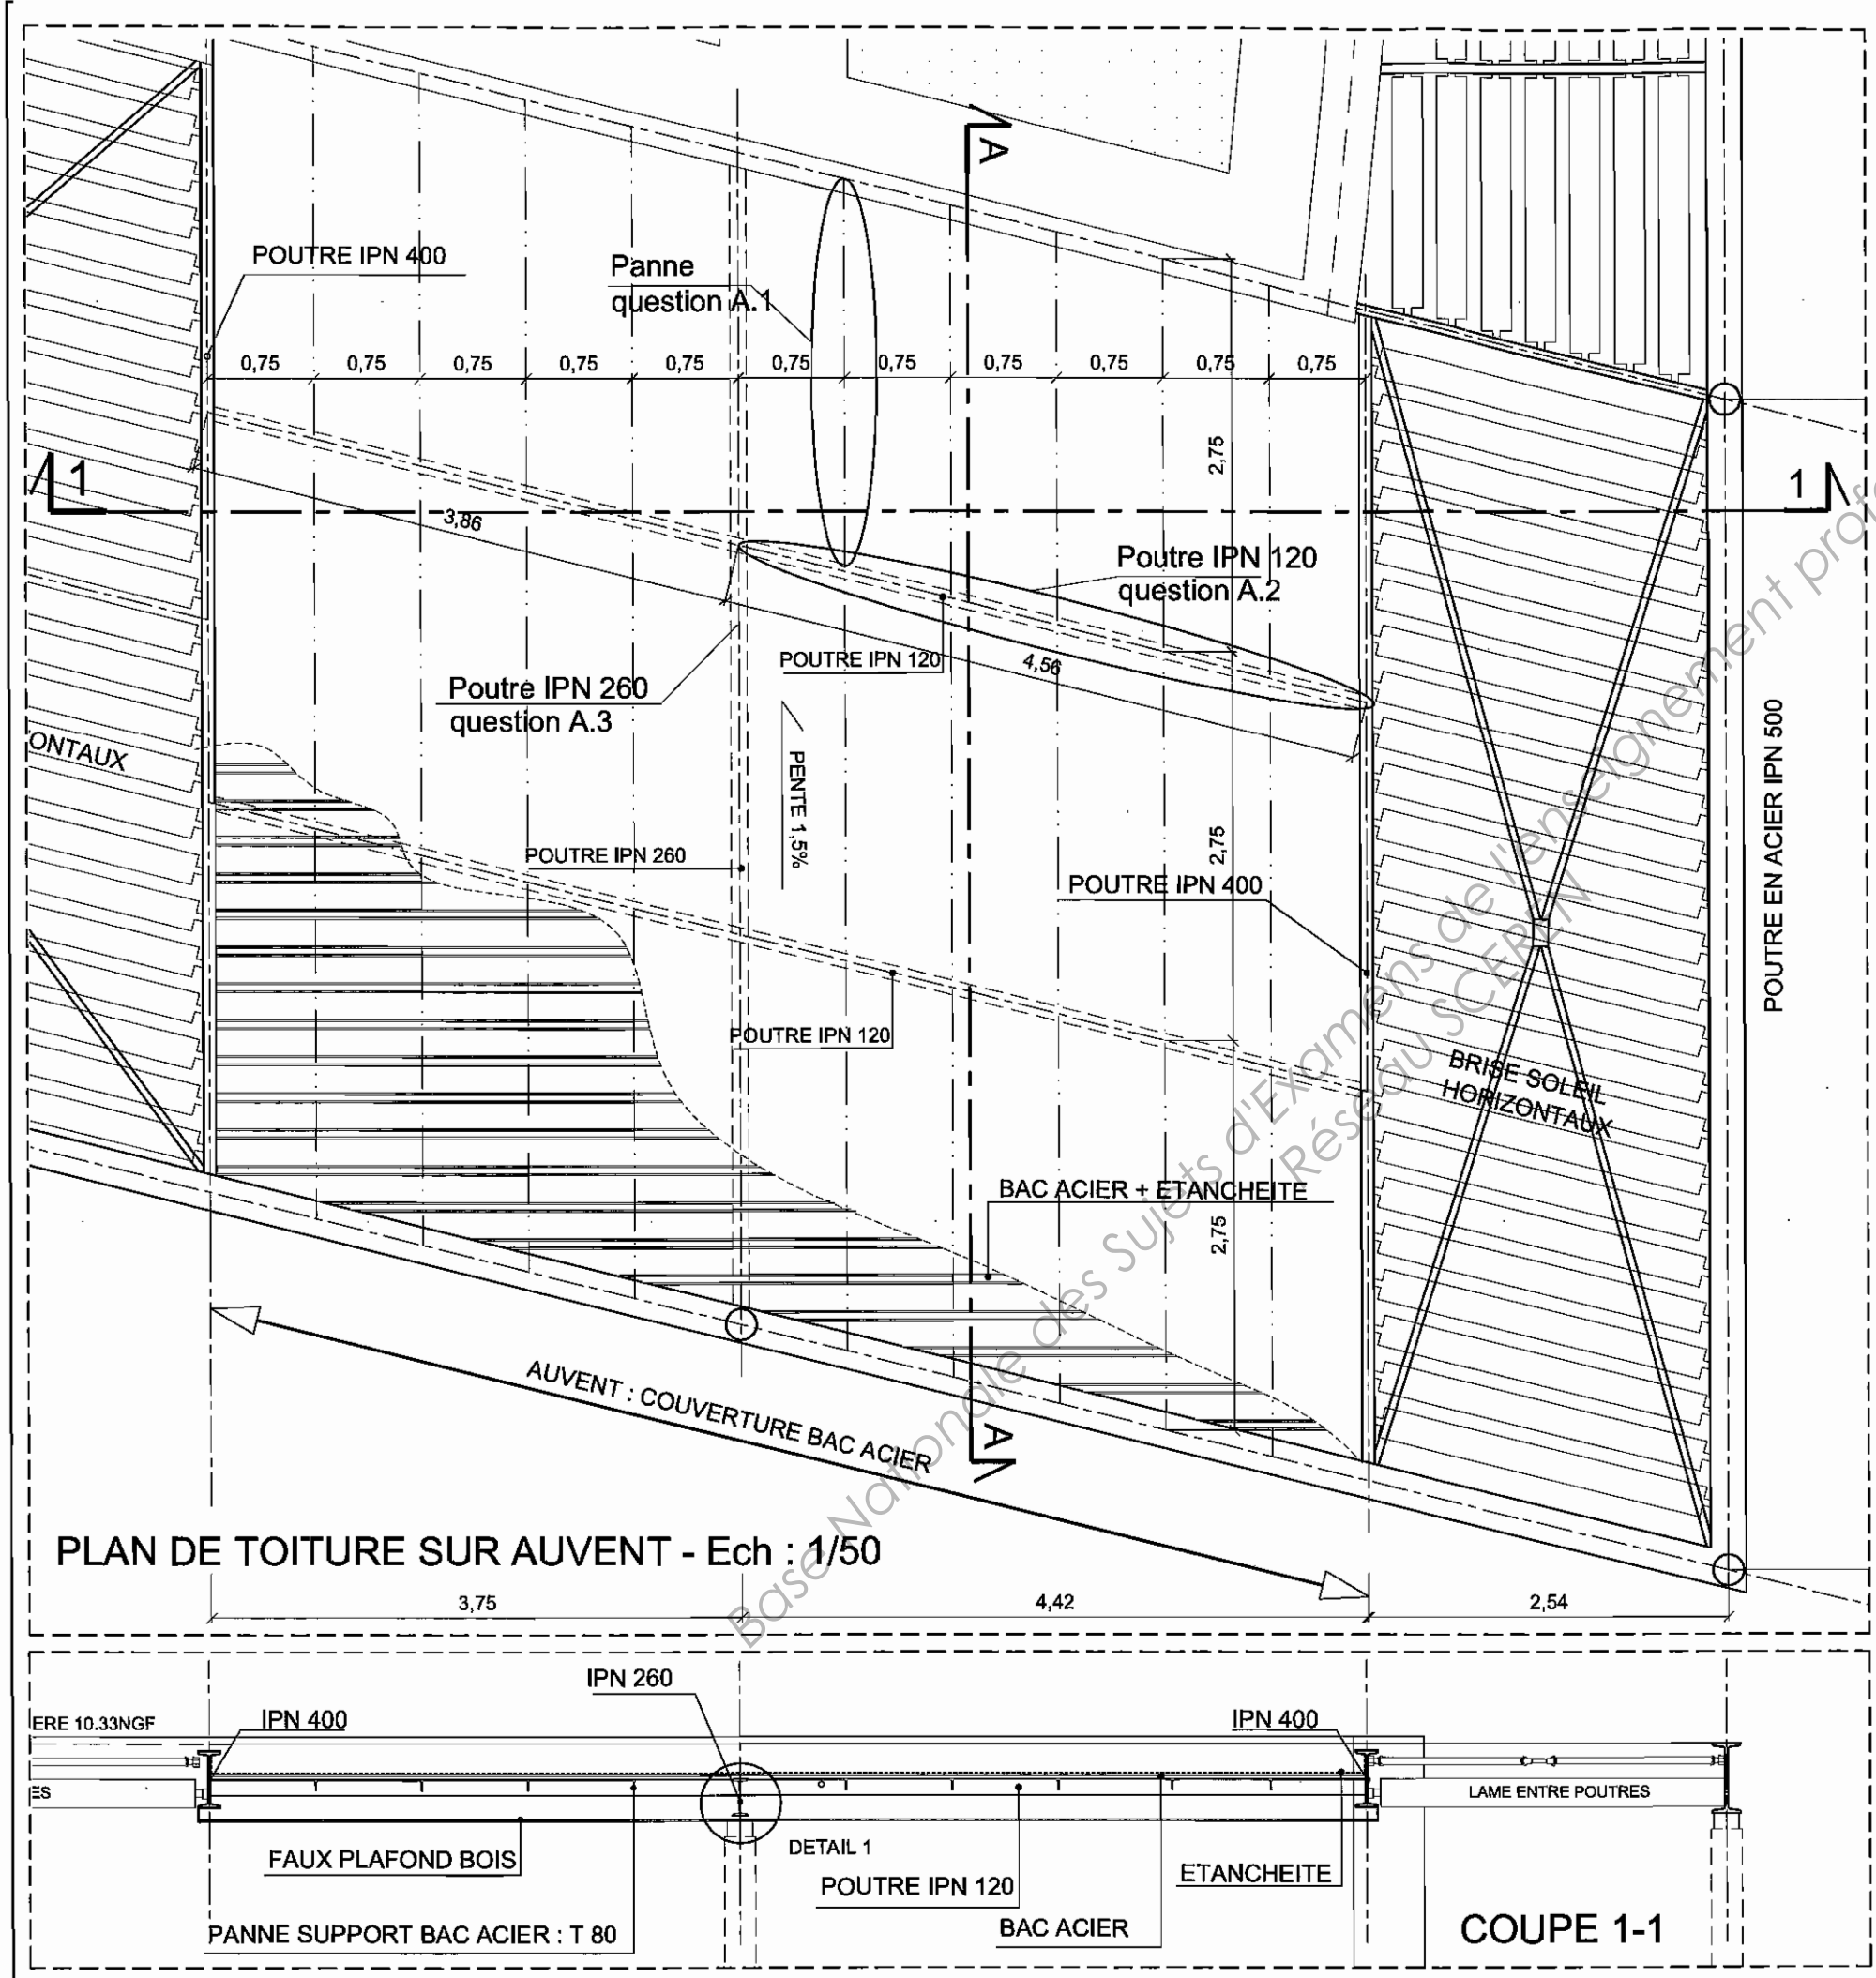 A
POUTRE IPN 400
Panne
question A.1
0,75 0,75 0,75 0,75 0,75 0,75 0,75 0,75 0,75 0,75 0,75
2,75
1
1
3,86
Poutre IPN 120
question A.2
POUTRE IPN 120
4,56
Poutre IPN 260
question A.3
ONTAUX
PENTE 1,5%
POUTRE EN ACIER IPN 500
POUTRE IPN 260
2,75
POUTRE IPN 400
POUTRE IPN 120
BRISE SOLEIL
HORIZONTAUX
BAC ACIER + ETANCHEITE
2,75
AUVENT : COUVERTURE BAC ACIER
A
Base Nationale des Sujets d'Examens de l'enseignement prof
Réseau SCEREN
PLAN DE TOITURE SUR AUVENT - Ech : 1/50
3,75 4,42 2,54
IPN 260
ERE 10.33NGF
IPN 400
IPN 400
ES
LAME ENTRE POUTRES
DETAIL 1
FAUX PLAFOND BOIS
POUTRE IPN 120
ETANCHEITE
PANNE SUPPORT BAC ACIER : T 80
BAC ACIER
COUPE 1-1